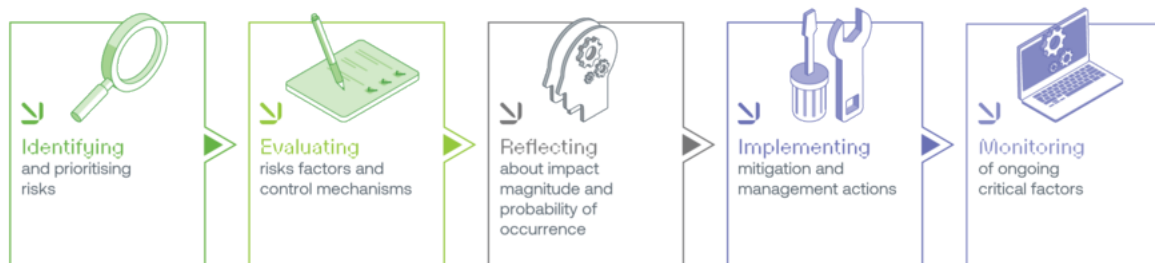 Identifying
and prioritising
risks
Evaluating
risks factors and
control mechanisms
Reflecting
about impact
magnitude and
probability of
occurrence
Implementing
mitigation and
management actions
Monitoring
of ongoing
critical factors